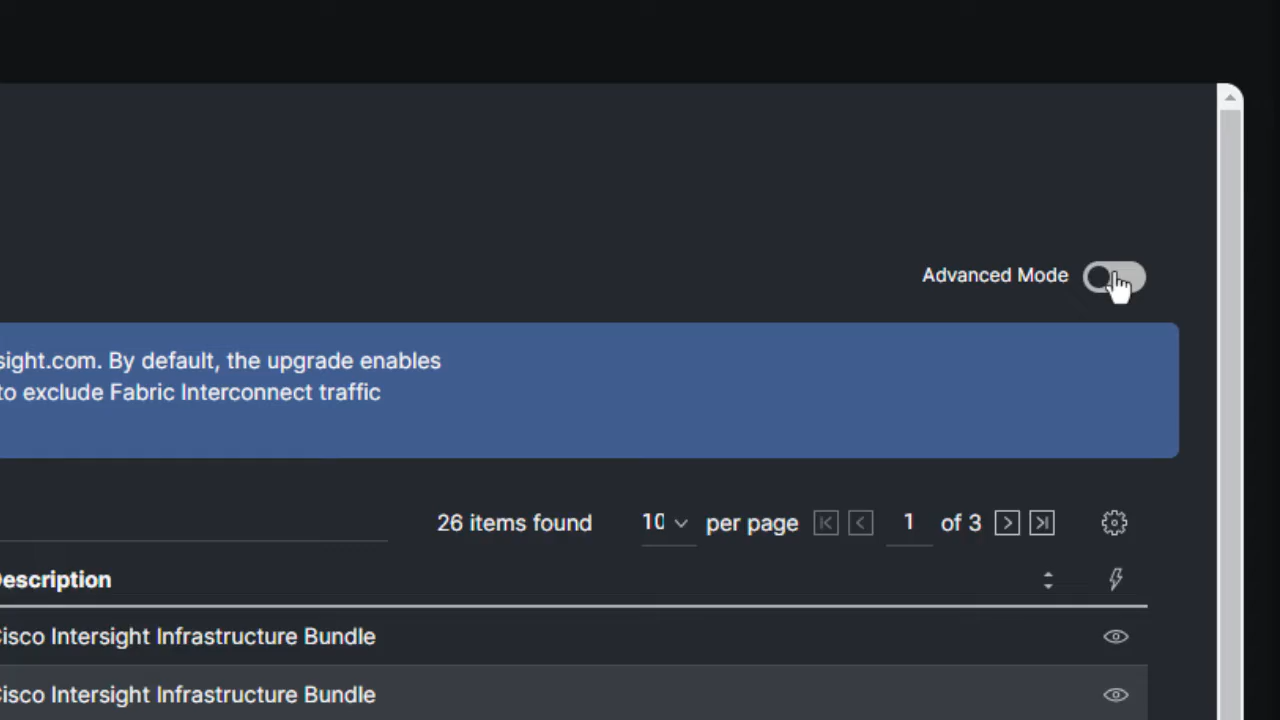 Advanced Mode
sight.com. By default, the upgrade enables
to exclude Fabric Interconnect traffic
26 items found 10 per page 1 of 3
escription
isco Intersight Infrastructure Bundle
isco Intersight Infrastructure Bundle